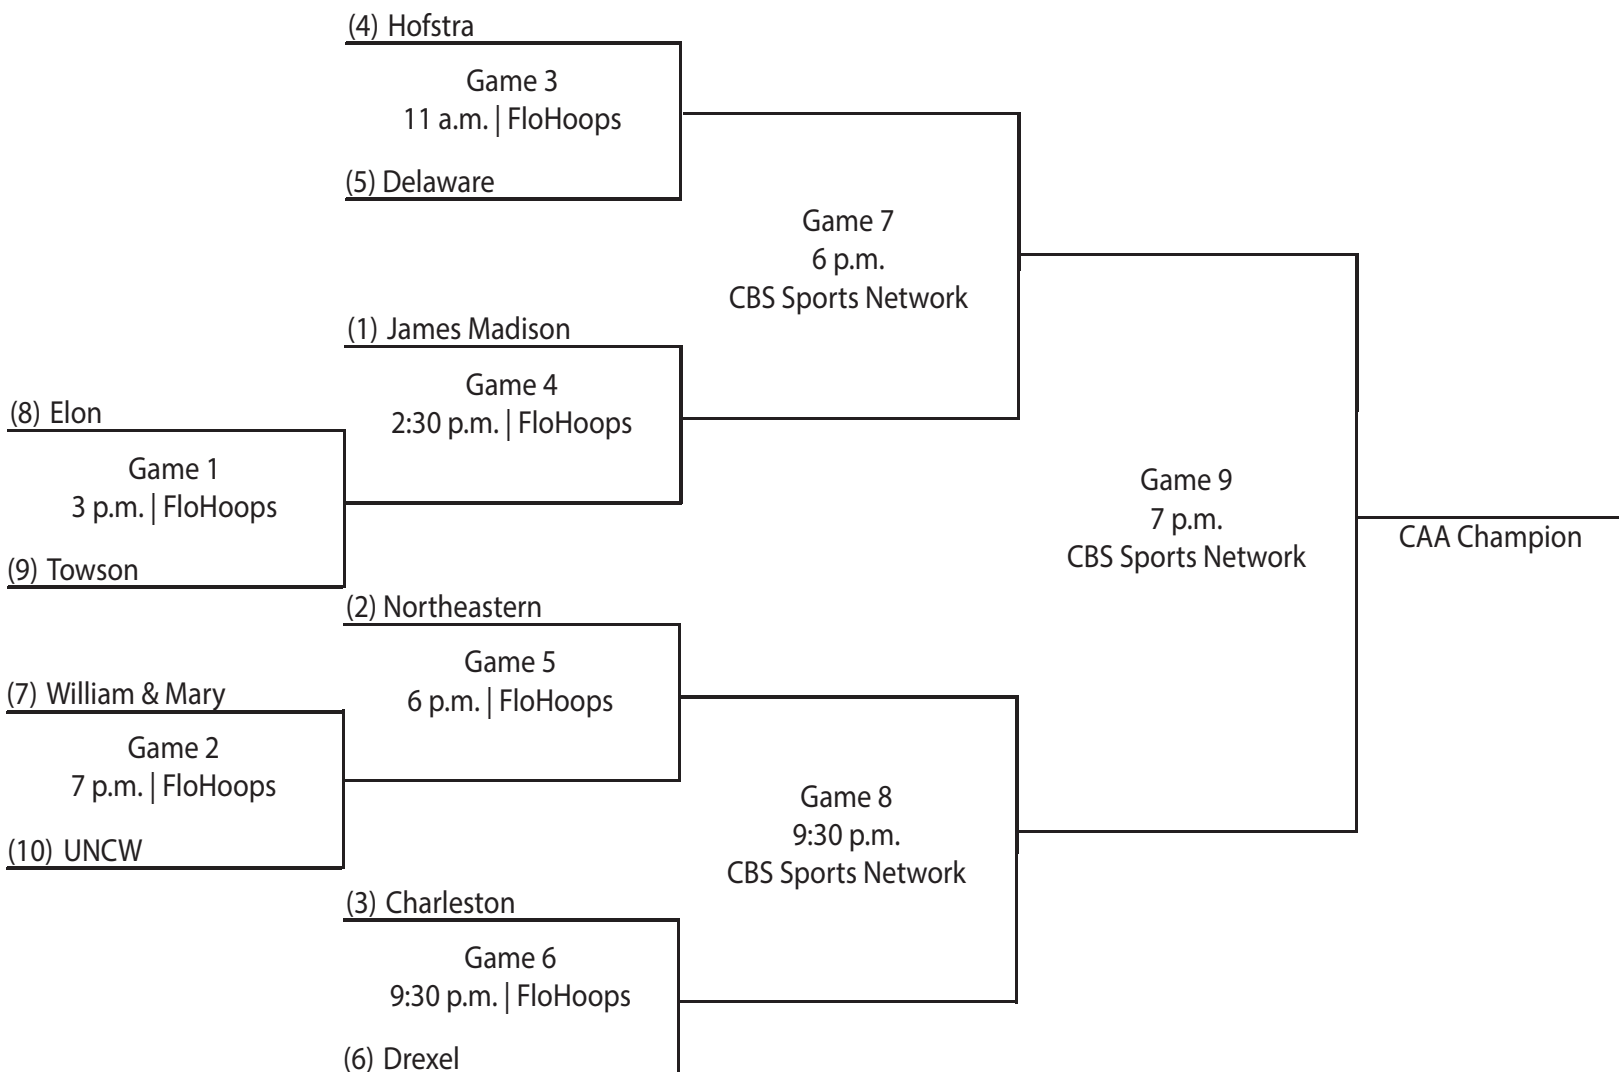 (4) Hofstra
Game 3
11 a.m. | FloHoops
(5) Delaware
Game 7
6 p.m.
CBS Sports Network
(1) James Madison
Game 4
2:30 p.m. | FloHoops
(8) Elon
Game 1
3 p.m. | FloHoops
(9) Towson
Game 9
7 p.m.
CBS Sports Network
CAA Champion
(2) Northeastern
Game 5
6 p.m. | FloHoops
(7) William & Mary
Game 2
7 p.m. | FloHoops
(10) UNCW
Game 8
9:30 p.m.
CBS Sports Network
(3) Charleston
Game 6
9:30 p.m. | FloHoops
(6) Drexel